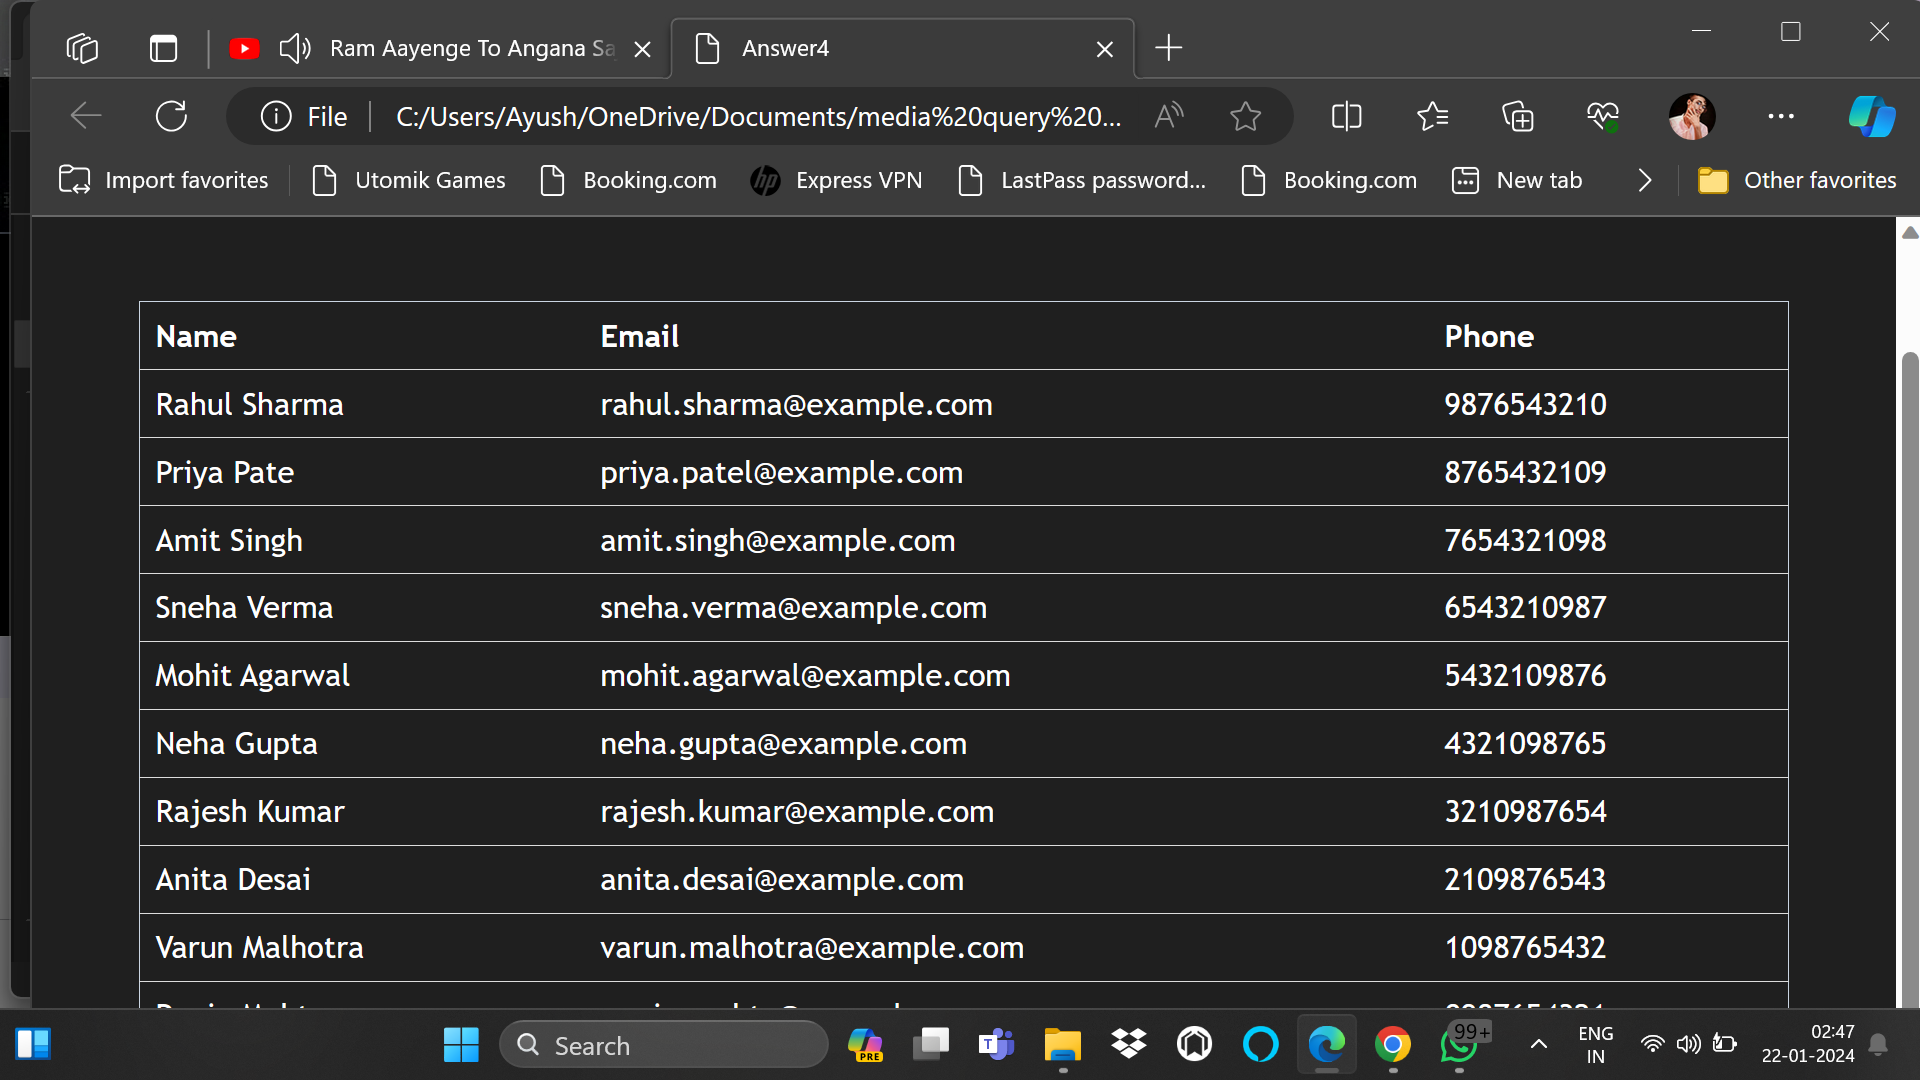 Ram Aayenge To Angana Sa
Answer4
File
C:/Users/Ayush/OneDrive/Documents/media%20query%20...
Import favorites
Utomik Games
Booking.com
Express VPN
LastPass password...
Booking.com
New tab
Other favorites
Name Email Phone
Rahul Sharma rahul.sharma@example.com 9876543210
Priya Pate priya.patel@example.com 8765432109
Amit Singh amit.singh@example.com 7654321098
Sneha Verma sneha.verma@example.com 6543210987
Mohit Agarwal mohit.agarwal@example.com 5432109876
Neha Gupta neha.gupta@example.com 4321098765
Rajesh Kumar rajesh.kumar@example.com 3210987654
Anita Desai anita.desai@example.com 2109876543
Varun Malhotra varun.malhotra@example.com 1098765432
Search
PRE
99+
ENG
IN
02:47
22-01-2024